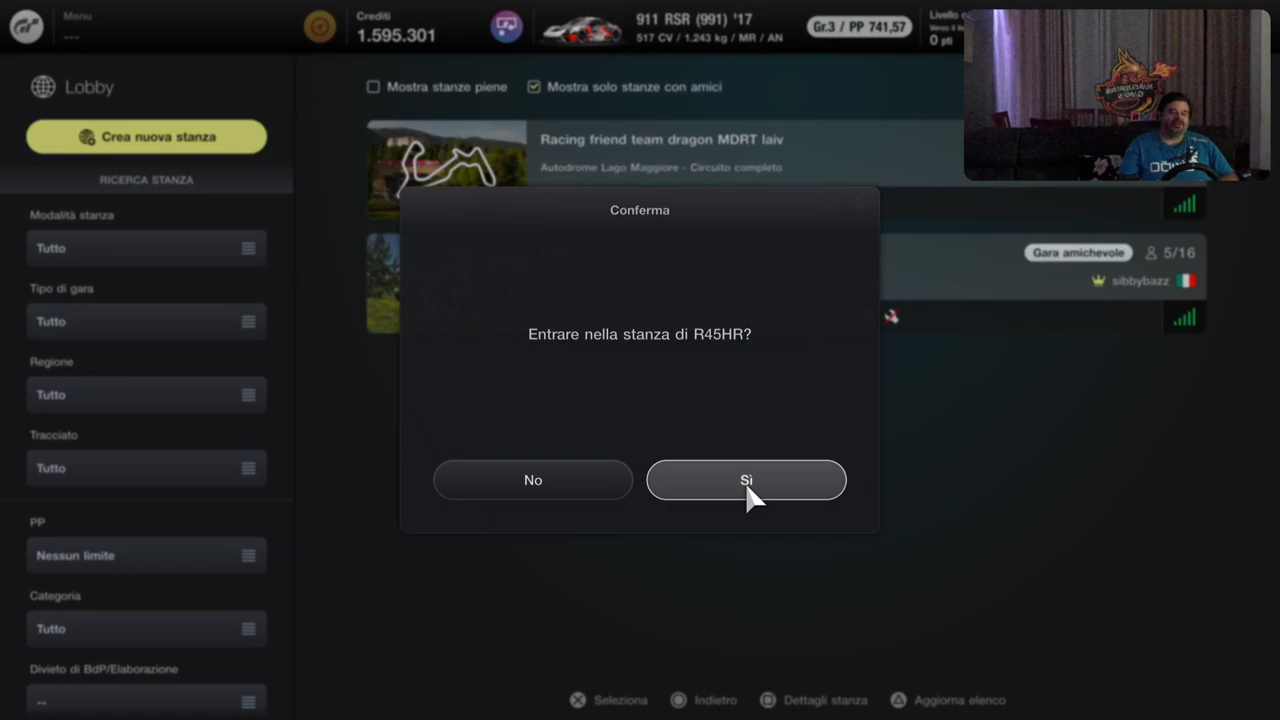 Menu
---
Crediti
1.595.301
911 RSR (991) '17
517 CV / 1.243 kg / MR / AN
Gr.3 / PP 741,57
Livello
0 pti
Lobby
Crea nuova stanza
RICERCA STANZA
Modalità stanza
Tutto
Tipo di gara
Tutto
Regione
Tutto
Tracciato
Tutto
PP
Nessun limite
Categoria
Tutto
Divieto di BdP/Elaborazione
--
Mostra stanze piene
Mostra solo stanze con amici
Racing friend team dragon MDRT laiv
Autodrome Lago Maggiore - Circuito completo
Gara amichevole
5/16
sibbybazz
Conferma
Entrare nella stanza di R45HR?
No
Sì
Seleziona
Indietro
Dettagli stanza
Aggiorna elenco